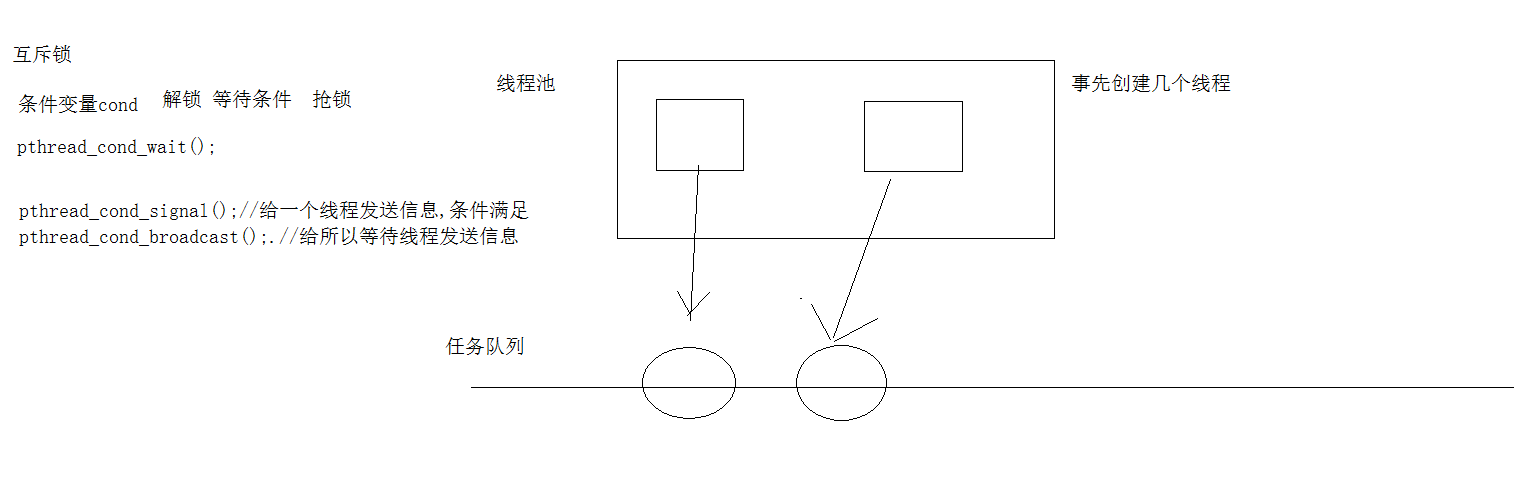 互斥锁
条件变量cond 解锁 等待条件 抢锁
pthread_cond_wait();
pthread_cond_signal();//给一个线程发送信息,条件满足
pthread_cond_broadcast();.//给所以等待线程发送信息
线程池
事先创建几个线程
任务队列